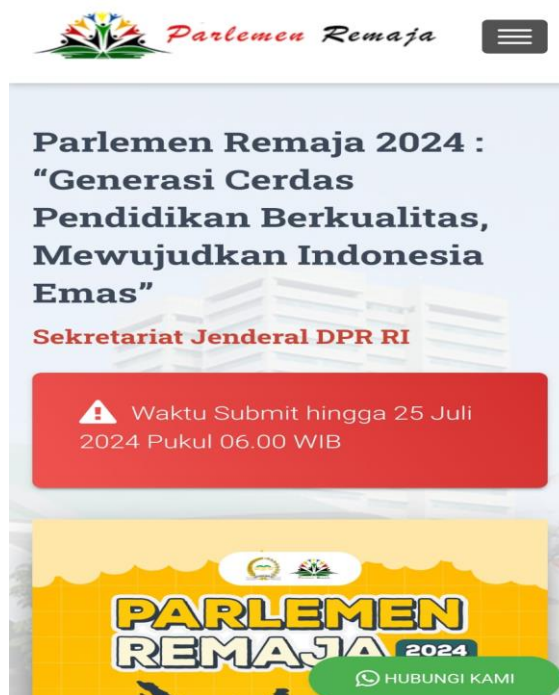 Parlemen Remaja
Parlemen Remaja 2024 :
“Generasi Cerdas
Pendidikan Berkualitas,
Mewujudkan Indonesia
Emas”
Sekretariat Jenderal DPR RI
Waktu Submit hingga 25 Juli
2024 Pukul 06.00 WIB
PARLEMEN
REMAJA 2024
HUBUNGI KAMI